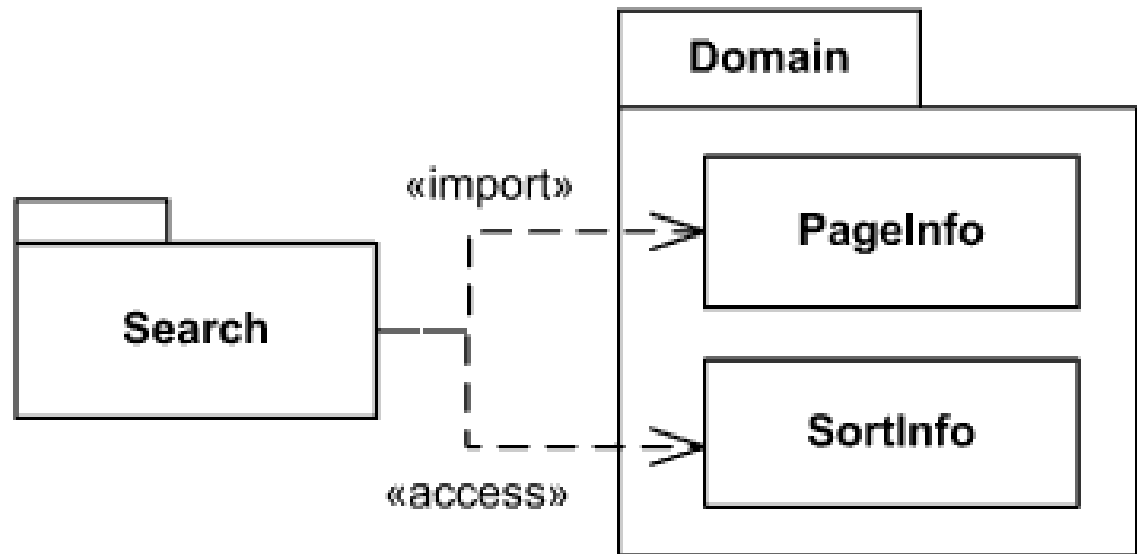 Domain
«import»
PageInfo
Search
SortInfo
«access»